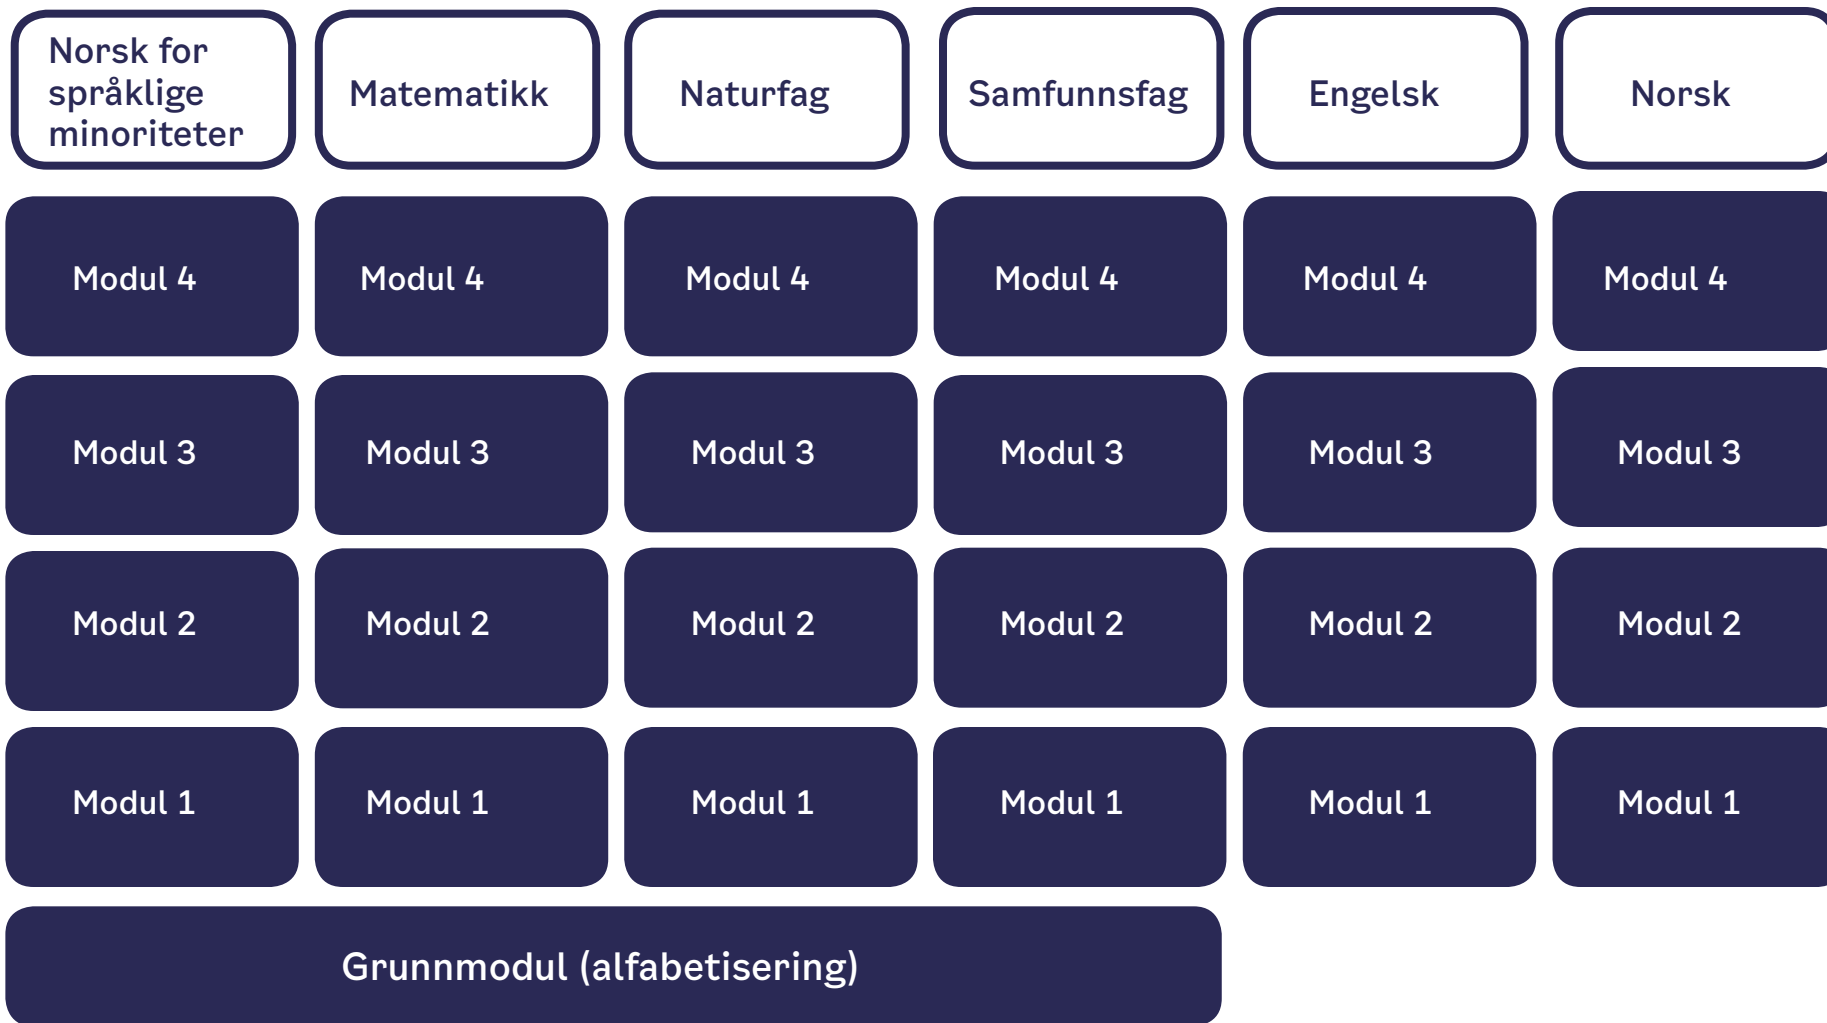 Norsk for
språklige
minoriteter
Matematikk
Naturfag
Samfunnsfag
Engelsk
Norsk
Modul 4
Modul 4
Modul 4
Modul 4
Modul 4
Modul 4
Modul 3
Modul 3
Modul 3
Modul 3
Modul 3
Modul 3
Modul 2
Modul 2
Modul 2
Modul 2
Modul 2
Modul 2
Modul 1
Modul 1
Modul 1
Modul 1
Modul 1
Modul 1
Grunnmodul (alfabetisering)